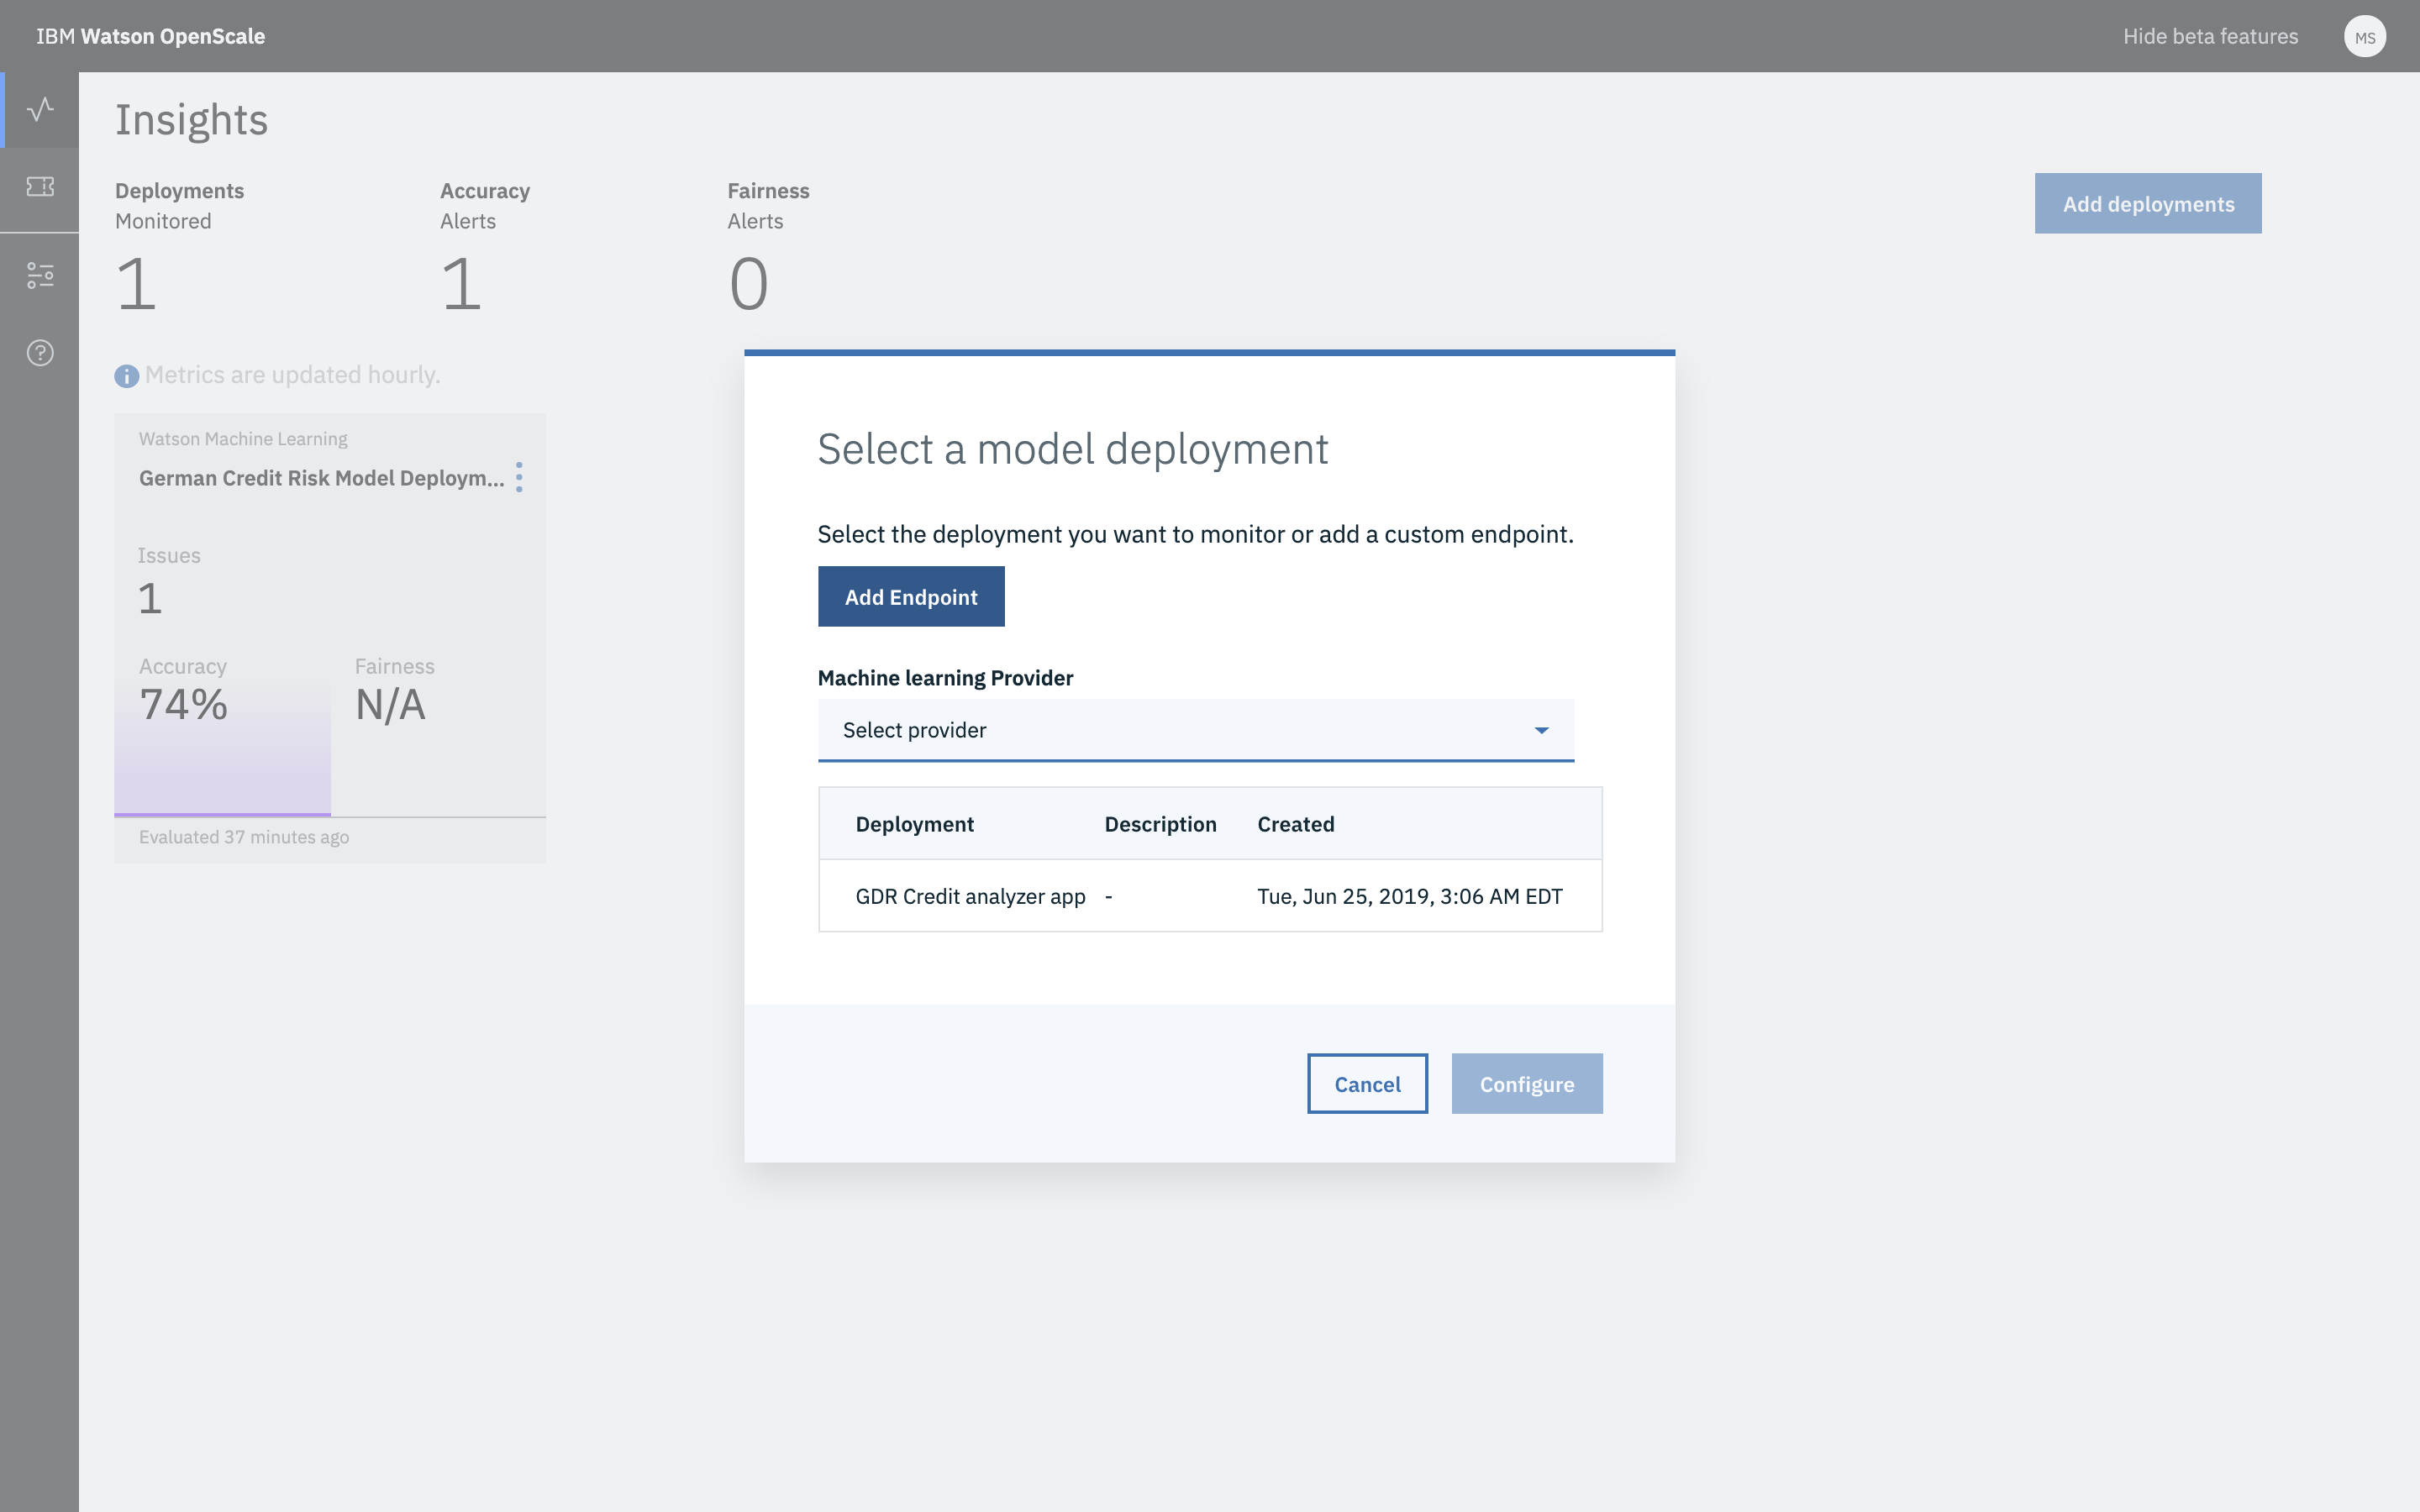 IBM Watson OpenScale
Hide beta features
MS
Insights
Deployments
Monitored
1
Accuracy
Alerts
1
Fairness
Alerts
0
Add deployments
Metrics are updated hourly.
Watson Machine Learning
German Credit Risk Model Deploym...
Issues
1
Accuracy
74%
Fairness
N/A
Evaluated 37 minutes ago
Select a model deployment
Select the deployment you want to monitor or add a custom endpoint.
Add Endpoint
Machine learning Provider
Select provider
Deployment Description Created
GDR Credit analyzer app - Tue, Jun 25, 2019, 3:06 AM EDT
Cancel
Configure